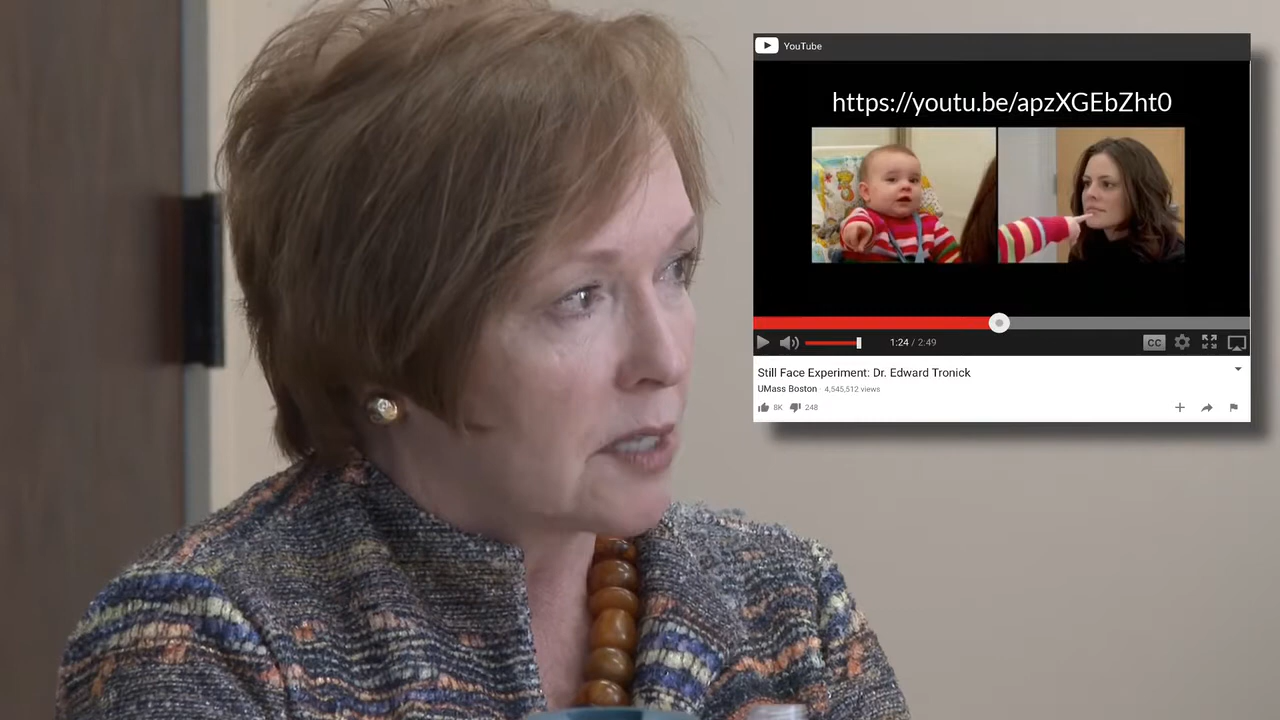 YouTube
https://youtu.be/apzXGEbZht0
1:24 / 2:49
CC
Still Face Experiment: Dr. Edward Tronick
UMass Boston · 4,545,512 views
8K 248